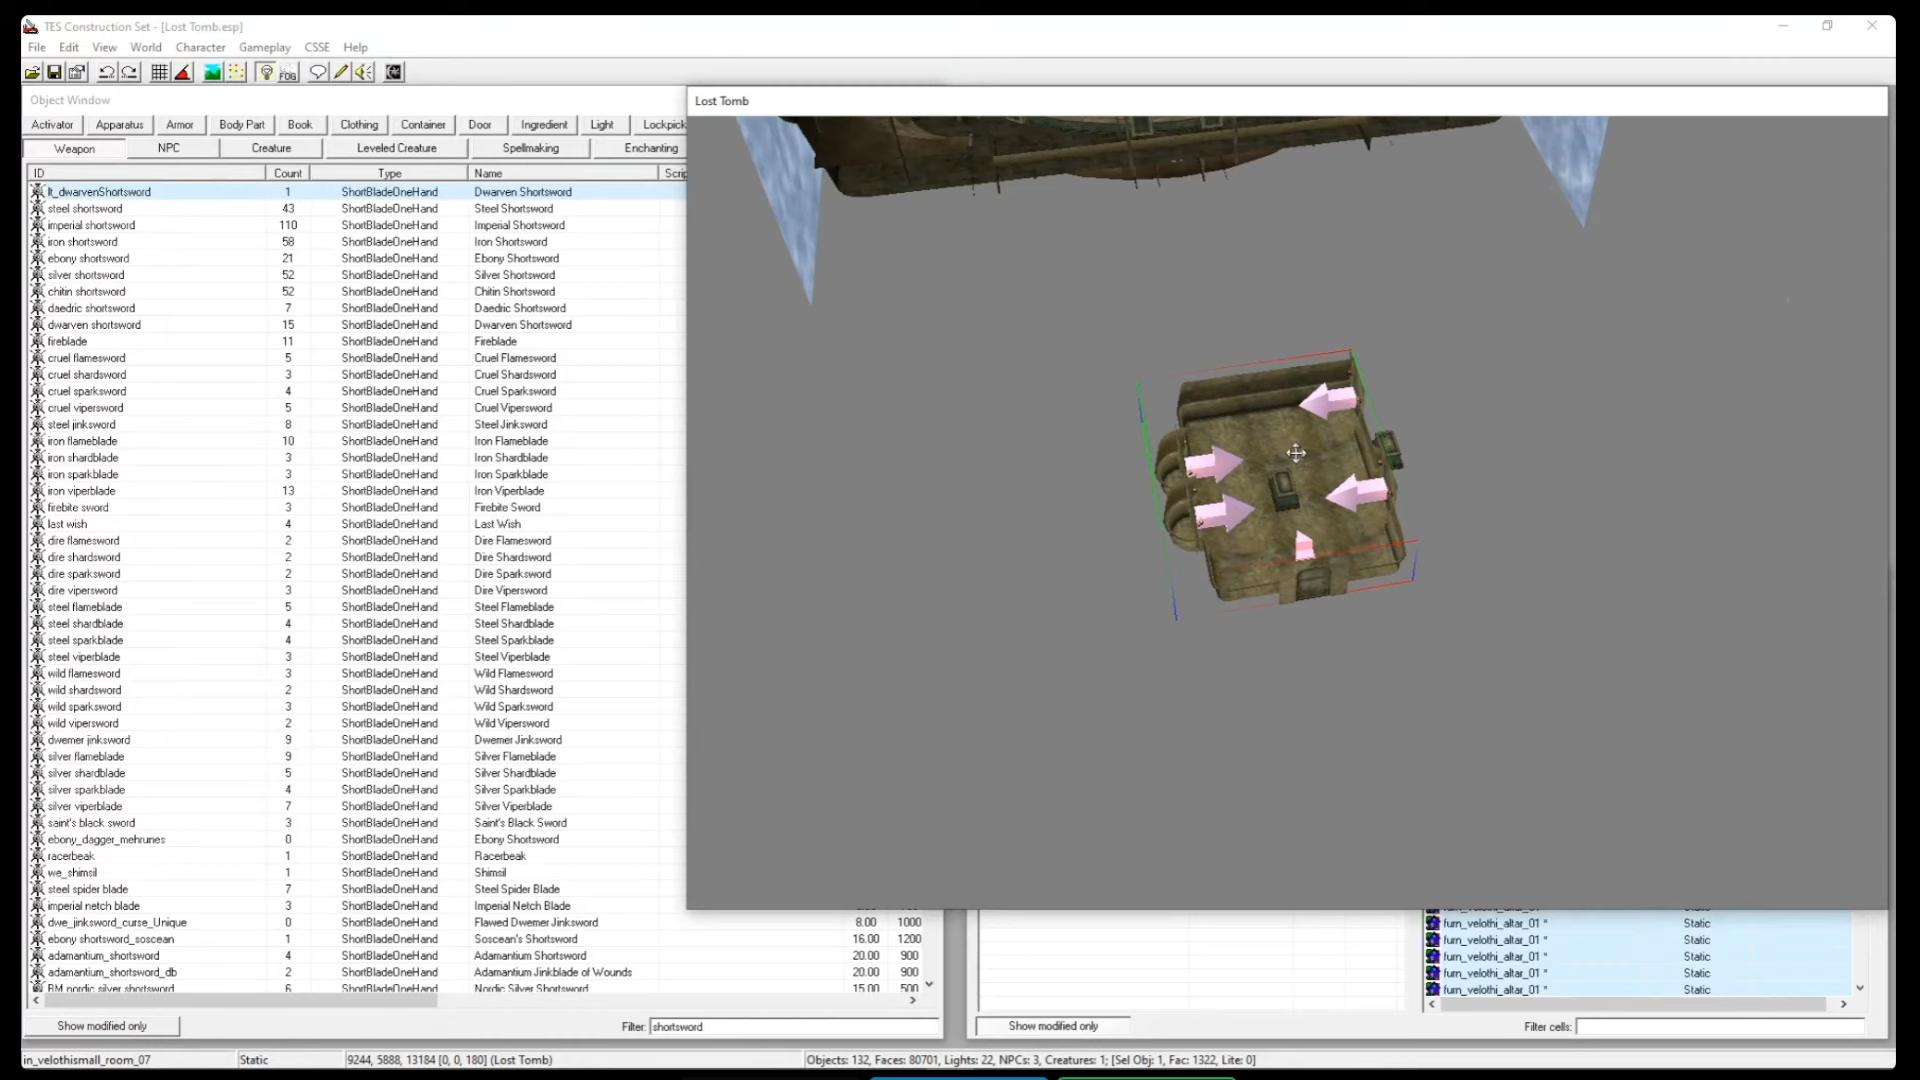 TES Construction Set - [Lost Tomb.esp]
File Edit View World Character Gameplay CSSE Help
FOG
Object Window
Lost Tomb
Activator Apparatus Armor Body Part Book Clothing Container Door Ingredient Light Lockpick
Weapon NPC Creature Leveled Creature Spellmaking Enchanting
ID Count Type Name
lt_dwarvenShortsword 1 ShortBladeOneHand Dwarven Shortsword
steel shortsword 43 ShortBladeOneHand Steel Shortsword
imperial shortsword 110 ShortBladeOneHand Imperial Shortsword
iron shortsword 58 ShortBladeOneHand Iron Shortsword
ebony shortsword 21 ShortBladeOneHand Ebony Shortsword
silver shortsword 52 ShortBladeOneHand Silver Shortsword
chitin shortsword 52 ShortBladeOneHand Chitin Shortsword
daedric shortsword 7 ShortBladeOneHand Daedric Shortsword
dwarven shortsword 15 ShortBladeOneHand Dwarven Shortsword
fireblade 11 ShortBladeOneHand Fireblade
cruel flamesword 5 ShortBladeOneHand Cruel Flamesword
cruel shardsword 3 ShortBladeOneHand Cruel Shardsword
cruel sparksword 4 ShortBladeOneHand Cruel Sparksword
cruel vipersword 5 ShortBladeOneHand Cruel Vipersword
steel jinksword 8 ShortBladeOneHand Steel Jinksword
iron flameblade 10 ShortBladeOneHand Iron Flameblade
iron shardblade 3 ShortBladeOneHand Iron Shardblade
iron sparkblade 3 ShortBladeOneHand Iron Sparkblade
iron viperblade 13 ShortBladeOneHand Iron Viperblade
firebite sword 3 ShortBladeOneHand Firebite Sword
last wish 4 ShortBladeOneHand Last Wish
dire flamesword 2 ShortBladeOneHand Dire Flamesword
dire shardsword 2 ShortBladeOneHand Dire Shardsword
dire sparksword 2 ShortBladeOneHand Dire Sparksword
dire vipersword 3 ShortBladeOneHand Dire Vipersword
steel flameblade 5 ShortBladeOneHand Steel Flameblade
steel shardblade 4 ShortBladeOneHand Steel Shardblade
steel sparkblade 4 ShortBladeOneHand Steel Sparkblade
steel viperblade 3 ShortBladeOneHand Steel Viperblade
wild flamesword 3 ShortBladeOneHand Wild Flamesword
wild shardsword 2 ShortBladeOneHand Wild Shardsword
wild sparksword 3 ShortBladeOneHand Wild Sparksword
wild vipersword 2 ShortBladeOneHand Wild Vipersword
dwemer jinksword 9 ShortBladeOneHand Dwemer Jinksword
silver flameblade 9 ShortBladeOneHand Silver Flameblade
silver shardblade 5 ShortBladeOneHand Silver Shardblade
silver sparkblade 4 ShortBladeOneHand Silver Sparkblade
silver viperblade 7 ShortBladeOneHand Silver Viperblade
saint's black sword 3 ShortBladeOneHand Saint's Black Sword
ebony_dagger_mehrunes 0 ShortBladeOneHand Ebony Shortsword
racerbeak 1 ShortBladeOneHand Racerbeak
we_shimsil 1 ShortBladeOneHand Shimsil
steel spider blade 7 ShortBladeOneHand Steel Spider Blade
imperial netch blade 3 ShortBladeOneHand Imperial Netch Blade
dwe_jinksword_curse_Unique 0 ShortBladeOneHand Flawed Dwemer Jinksword 8.00 1000
furn_velothi_altar_01 * Static
ebony shortsword_soscean 1 ShortBladeOneHand Soscean's Shortsword 16.00 1200
furn_velothi_altar_01 * Static
adamantium_shortsword 4 ShortBladeOneHand Adamantium Shortsword 20.00 900
furn_velothi_altar_01 * Static
adamantium_shortsword_db 2 ShortBladeOneHand Adamantium Jinkblade of Wounds 20.00 900
furn_velothi_altar_01 * Static
BM nordic silver shortsword 6 ShortBladeOneHand Nordic Silver Shortsword 15.00 500
furn_velothi_altar_01 * Static
Show modified only Filter: shortsword
Show modified only Filter cells:
in_velothismall_room_07 Static 9244, 5888, 13184 [0, 0, 180] (Lost Tomb) Objects: 132, Faces: 80701, Lights: 22, NPCs: 3, Creatures: 1; [Sel Obj: 1, Fac: 1322, Lite: 0]